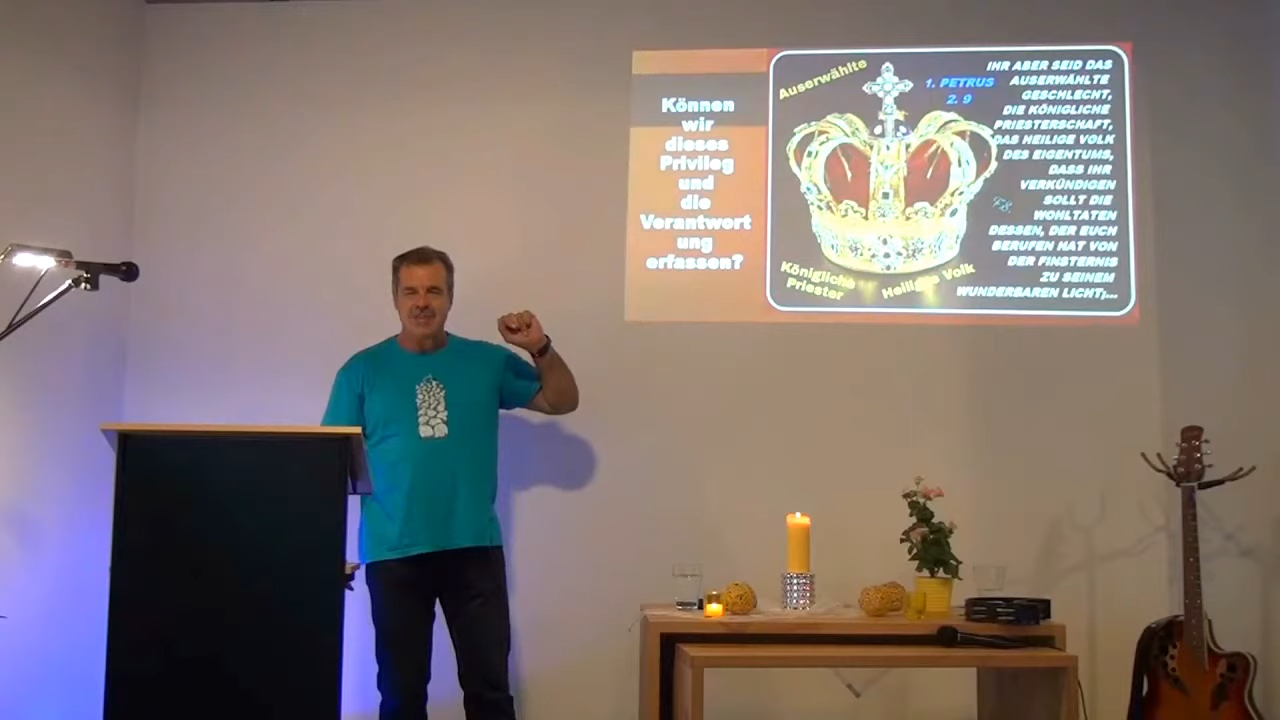 Können
wir
dieses
Privileg
und
die
Verantwort
ung
erfassen?
Auserwählte
1. PETRUS
2. 9
IHR ABER SEID DAS
AUSERWÄHLTE
GESCHLECHT,
DIE KÖNIGLICHE
PRIESTERSCHAFT,
DAS HEILIGE VOLK
DES EIGENTUMS,
DASS IHR
VERKÜNDIGEN
SOLLT DIE
WOHLTATEN
DESSEN, DER EUCH
BERUFEN HAT VON
DER FINSTERNIS
ZU SEINEM
WUNDERBAREN LICHT;...
Königliche
Priester
Heiliges Volk